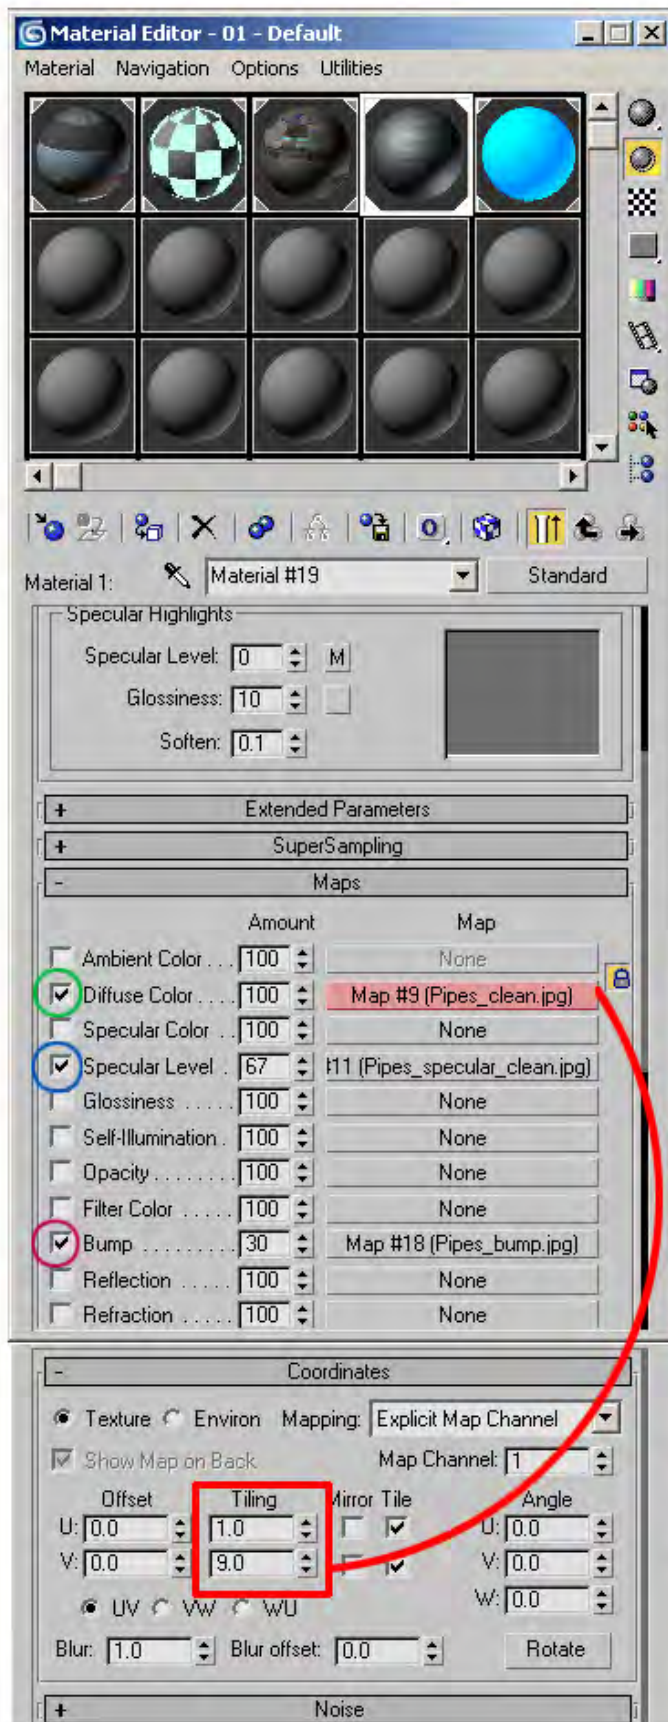 Material Editor - 01 - Default
Material Navigation Options Utilities
Material 1: Material #19 Standard
Specular Highlights
Specular Level: 0 M
Glossiness: 10
Soften: 0.1
+ Extended Parameters
+ SuperSampling
- Maps
Amount Map
Ambient Color . . . 100 None
Diffuse Color . . . . 100 Map #9 (Pipes_clean.jpg)
Specular Color . . 100 None
Specular Level . 67 #11 (Pipes_specular_clean.jpg)
Glossiness . . . . . 100 None
Self-Illumination . 100 None
Opacity . . . . . . . . 100 None
Filter Color . . . . . 100 None
Bump . . . . . . . . . 30 Map #18 (Pipes_bump.jpg)
Reflection . . . . . 100 None
Refraction . . . . . 100 None
- Coordinates
Texture Environ Mapping: Explicit Map Channel
Show Map on Back Map Channel: 1
Offset Tiling Mirror Tile Angle
U: 0.0 1.0 U: 0.0
V: 0.0 9.0 V: 0.0
UV VW WU W: 0.0
Blur: 1.0 Blur offset: 0.0 Rotate
+ Noise